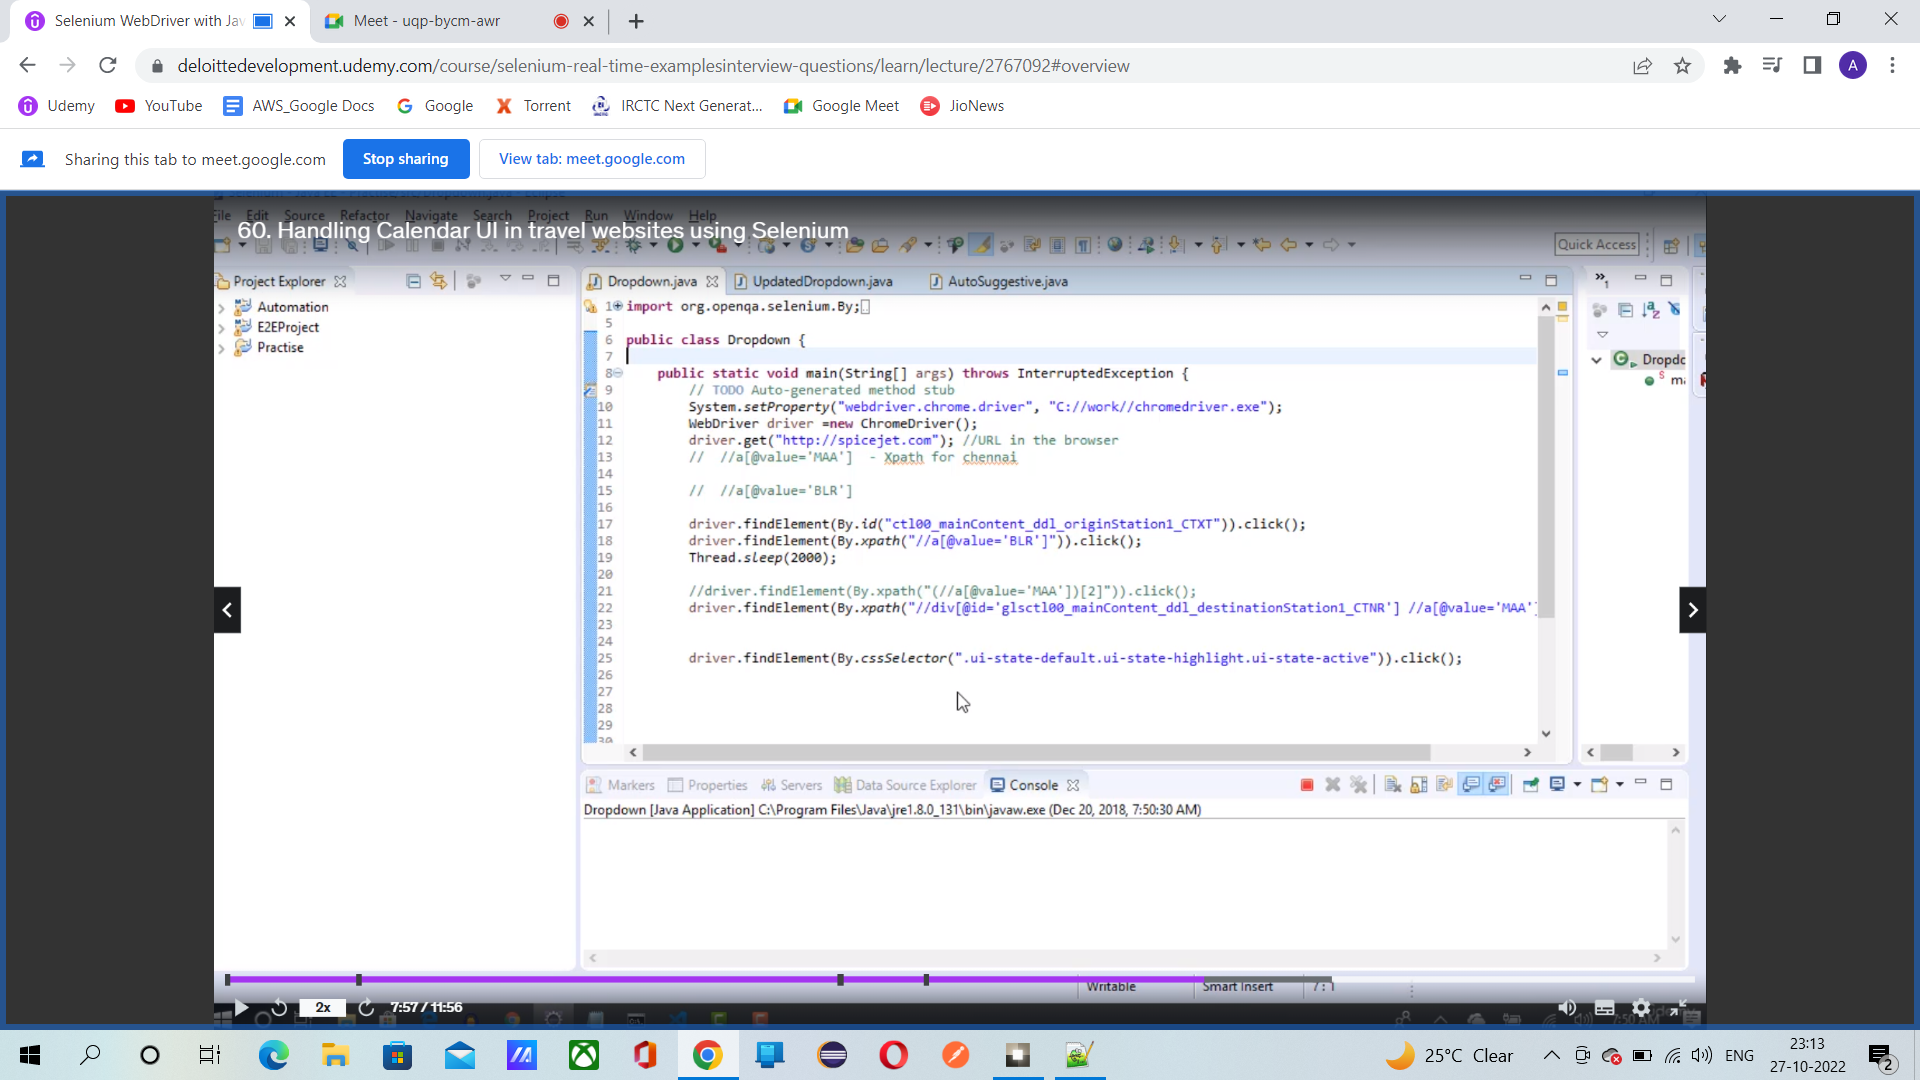 Selenium WebDriver with Jav
Meet - uqp-bycm-awr
deloittedevelopment.udemy.com/course/selenium-real-time-examplesinterview-questions/learn/lecture/2767092#overview
A
Udemy
YouTube
AWS_Google Docs
Google
Torrent
IRCTC Next Generat...
Google Meet
JioNews
Sharing this tab to meet.google.com
Stop sharing
View tab: meet.google.com
File Edit Source Refactor Navigate Search Project Run Window Help
60. Handling Calendar UI in travel websites using Selenium
Quick Access
Project Explorer
Automation
E2EProject
Practise
Dropdown.java
UpdatedDropdown.java
AutoSuggestive.java
1 import org.openqa.selenium.By;
5
6 public class Dropdown {
7
8 public static void main(String[] args) throws InterruptedException {
9 // TODO Auto-generated method stub
10 System.setProperty("webdriver.chrome.driver", "C://work//chromedriver.exe");
11 WebDriver driver =new ChromeDriver();
12 driver.get("http://spicejet.com"); //URL in the browser
13 // //a[@value='MAA'] - Xpath for chennai
14
15 // //a[@value='BLR']
16
17 driver.findElement(By.id("ctl00_mainContent_ddl_originStation1_CTXT")).click();
18 driver.findElement(By.xpath("//a[@value='BLR']")).click();
19 Thread.sleep(2000);
20
21 //driver.findElement(By.xpath("(//a[@value='MAA'])[2]")).click();
22 driver.findElement(By.xpath("//div[@id='glsctl00_mainContent_ddl_destinationStation1_CTNR'] //a[@value='MAA']
23
24
25 driver.findElement(By.cssSelector(".ui-state-default.ui-state-highlight.ui-state-active")).click();
26
27
28
29
30
Dropdc
ma
Markers
Properties
Servers
Data Source Explorer
Console
Dropdown [Java Application] C:\Program Files\Java\jre1.8.0_131\bin\javaw.exe (Dec 20, 2018, 7:50:30 AM)
Writable
Smart Insert
7 : 1
2x
7:57 / 11:56
25°C Clear
ENG
23:13
27-10-2022
2